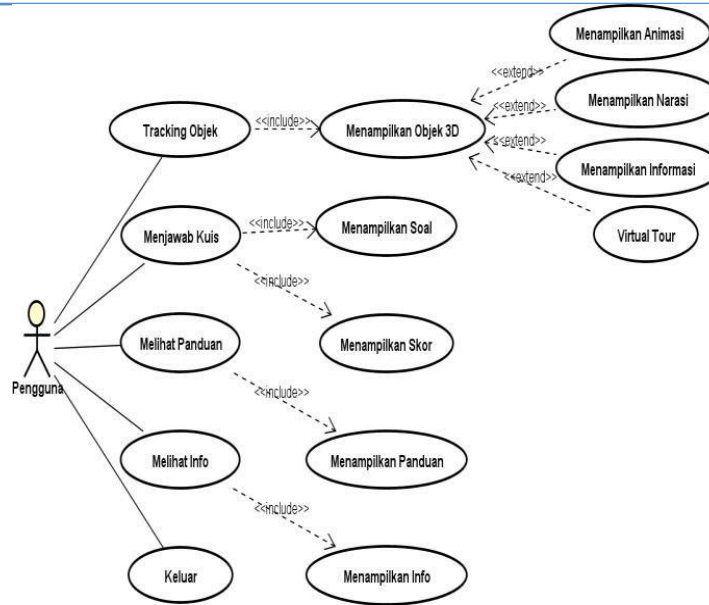 Menampilkan Animasi
<<extend>>
Menampilkan Narasi
<<extend>>
Tracking Objek
<<include>>
Menampilkan Objek 3D
<<extend>>
Menampilkan Informasi
<<extend>>
Menjawab Kuis
<<include>>
Menampilkan Soal
Virtual Tour
<<include>>
Melihat Panduan
Menampilkan Skor
Pengguna
<<include>>
Melihat Info
Menampilkan Panduan
<<include>>
Keluar
Menampilkan Info